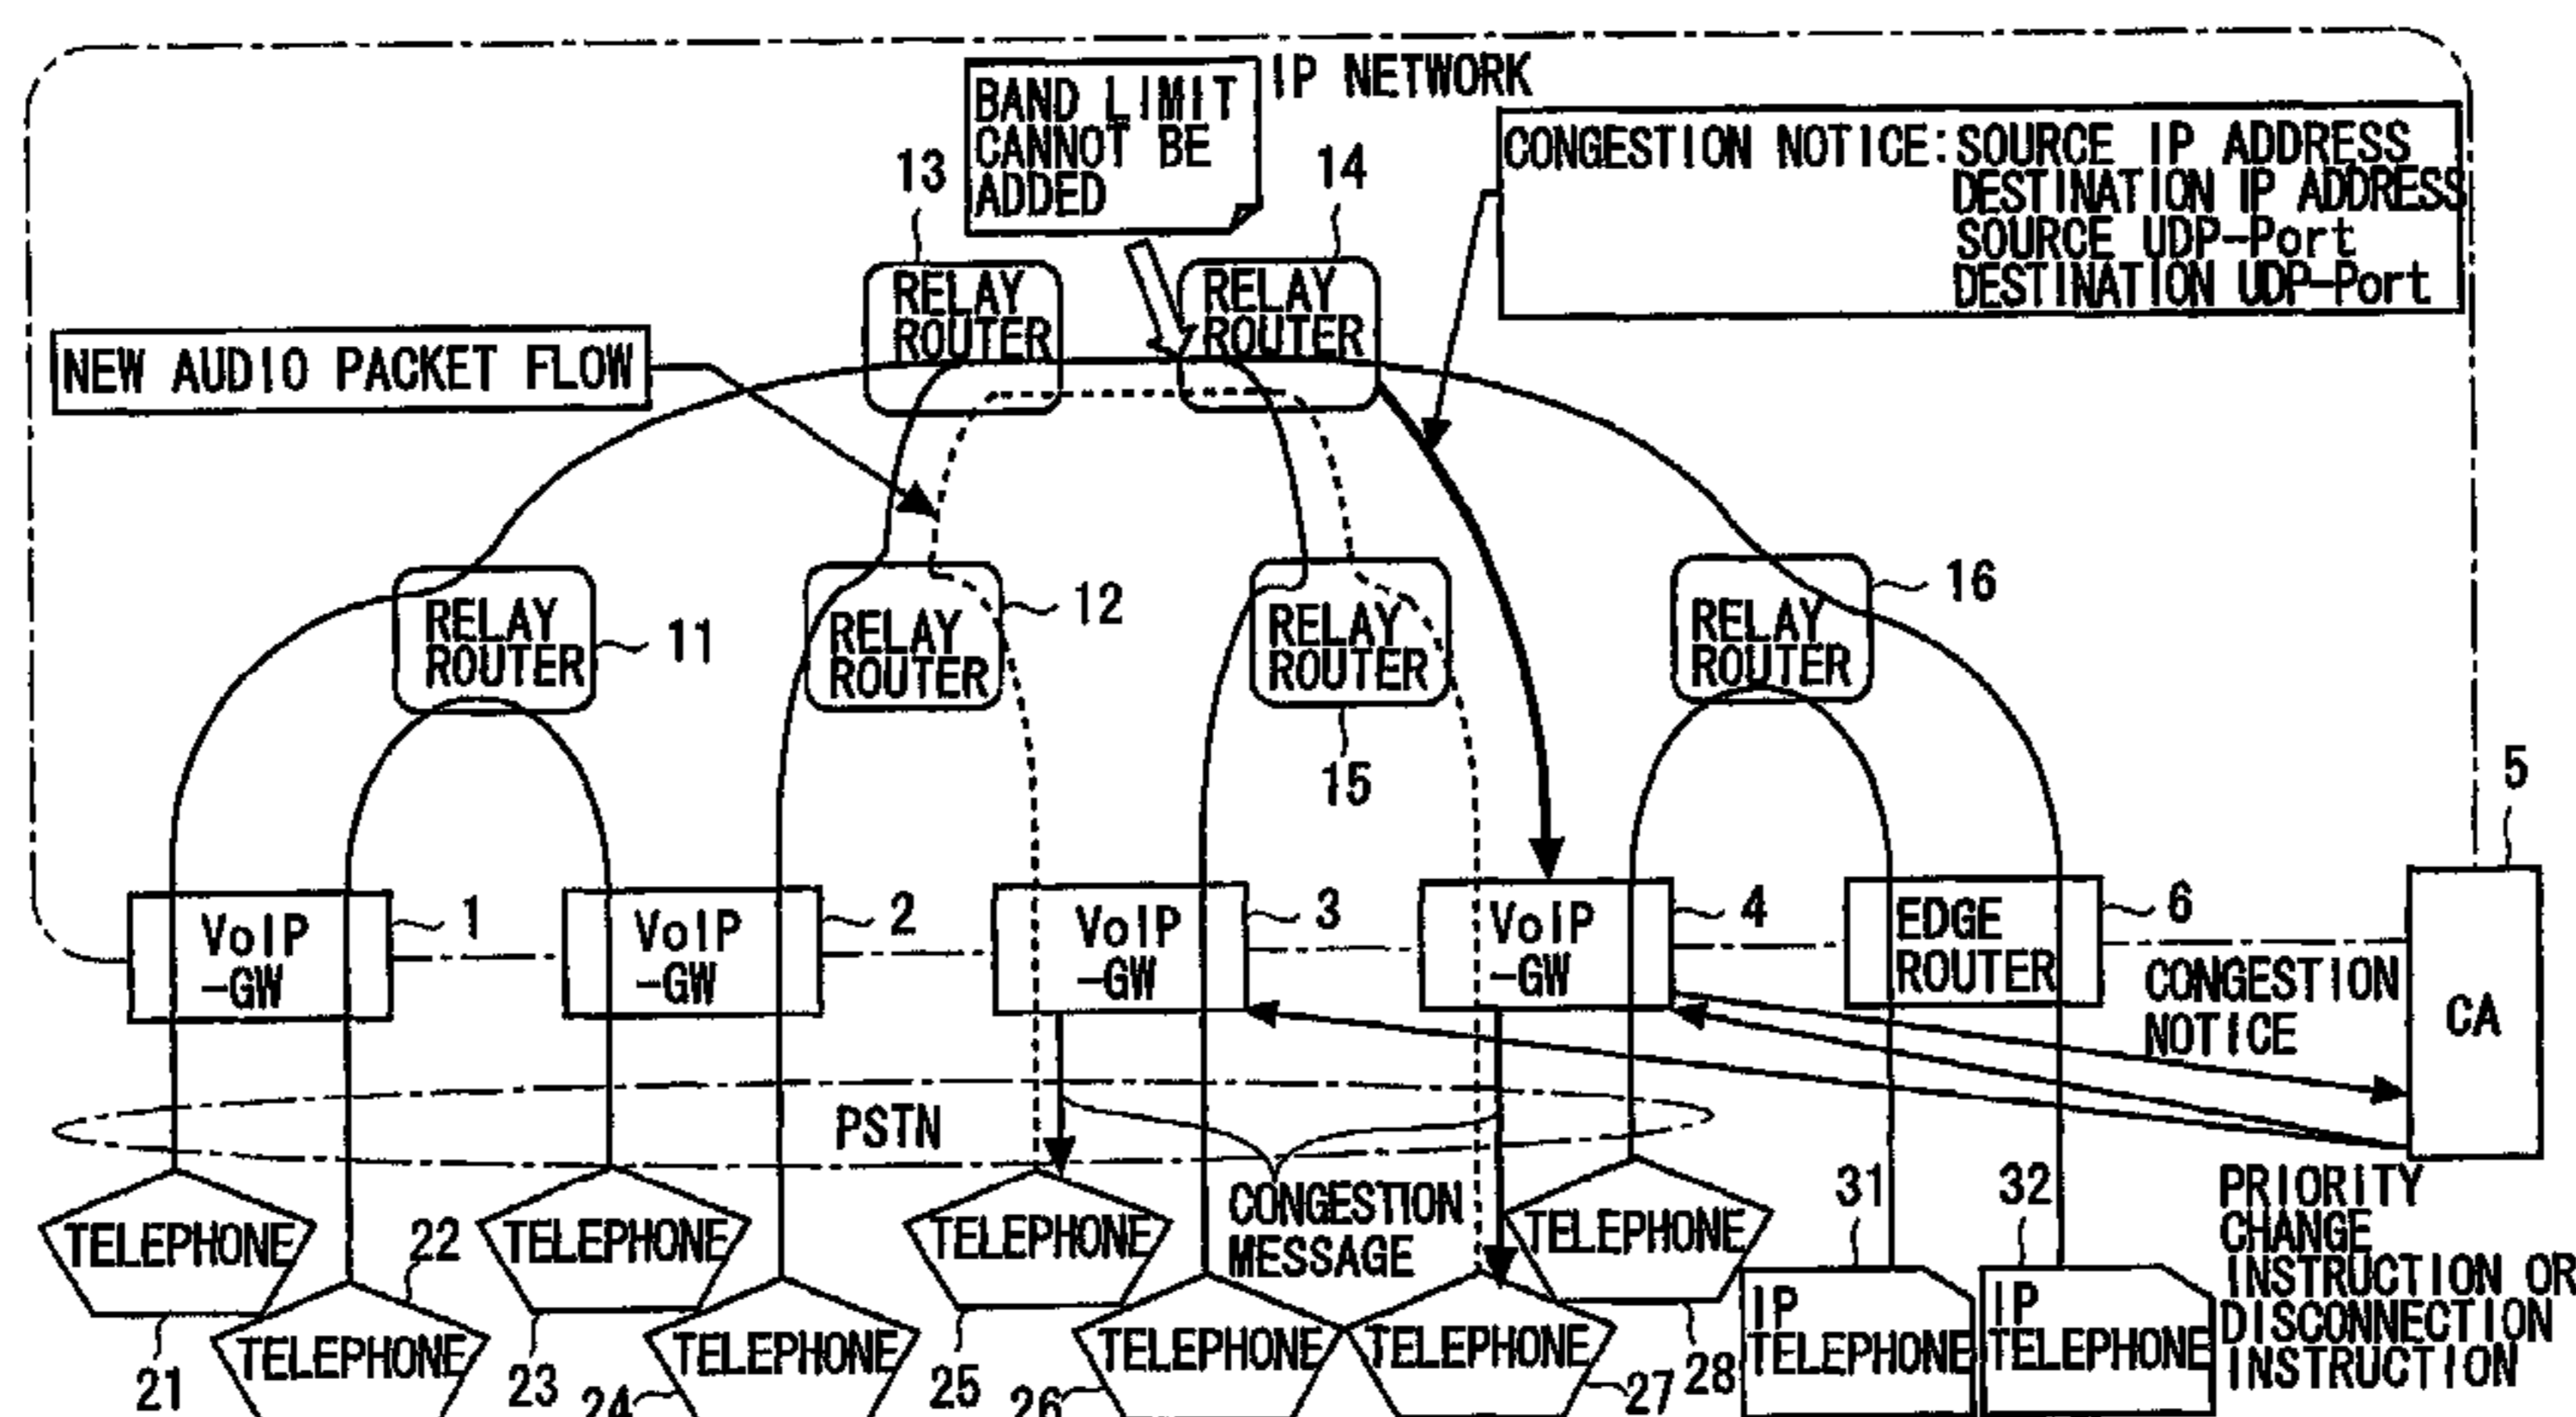 IP NETWORK
BAND LIMIT
CANNOT BE
ADDED
CONGESTION NOTICE:SOURCE IP ADDRESS
DESTINATION IP ADDRESS
SOURCE UDP-Port
DESTINATION UDP-Port
13
14
RELAY
ROUTER
RELAY
ROUTER
NEW AUDIO PACKET FLOW
RELAY
ROUTER
11
RELAY
ROUTER
12
RELAY
ROUTER
15
RELAY
ROUTER
16
5
VoIP
-GW
1
VoIP
-GW
2
VoIP
-GW
3
VoIP
-GW
4
EDGE
ROUTER
6
CONGESTION
NOTICE
CA
PSTN
TELEPHONE
21
TELEPHONE
22
TELEPHONE
23
TELEPHONE
24
TELEPHONE
25
TELEPHONE
26
CONGESTION
MESSAGE
TELEPHONE
27
TELEPHONE
28
31
IP
TELEPHONE
32
IP
TELEPHONE
PRIORITY
CHANGE
INSTRUCTION OR
DISCONNECTION
INSTRUCTION